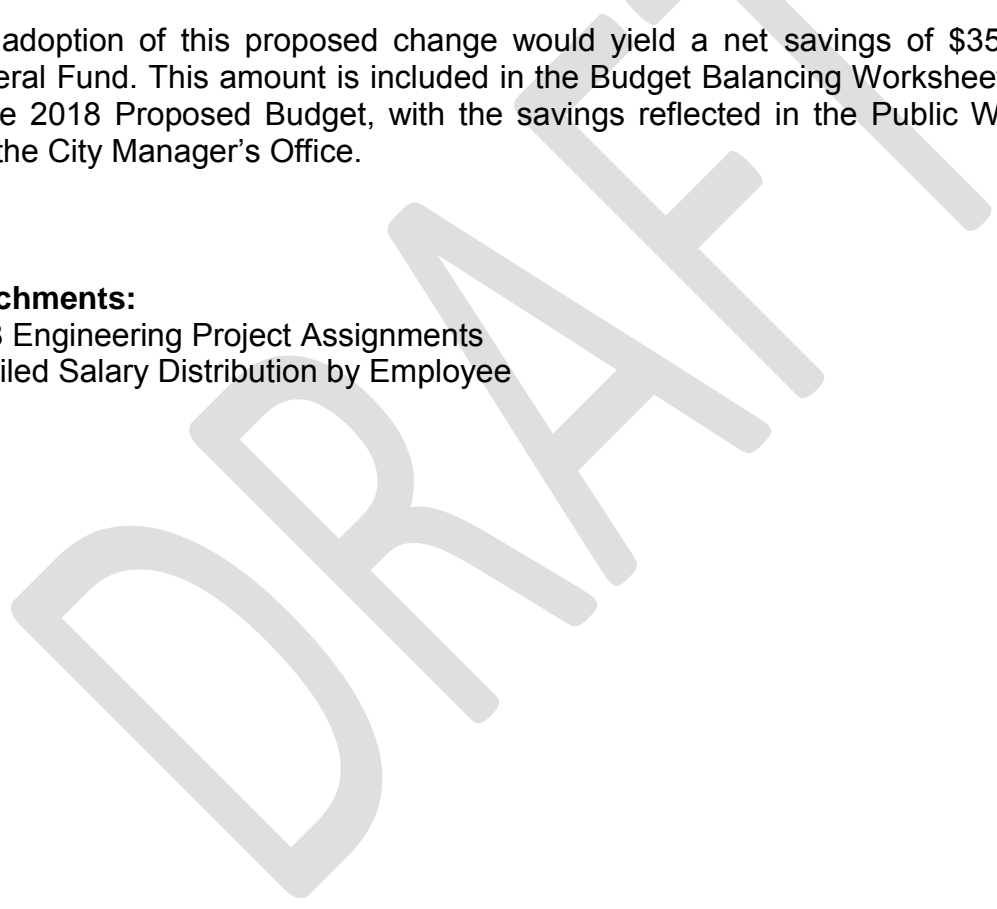 adoption of this proposed change would yield a net savings of $35
eral Fund. This amount is included in the Budget Balancing Workshee
e 2018 Proposed Budget, with the savings reflected in the Public W
the City Manager’s Office.
chments:
Engineering Project Assignments
iled Salary Distribution by Employee
DRAFT